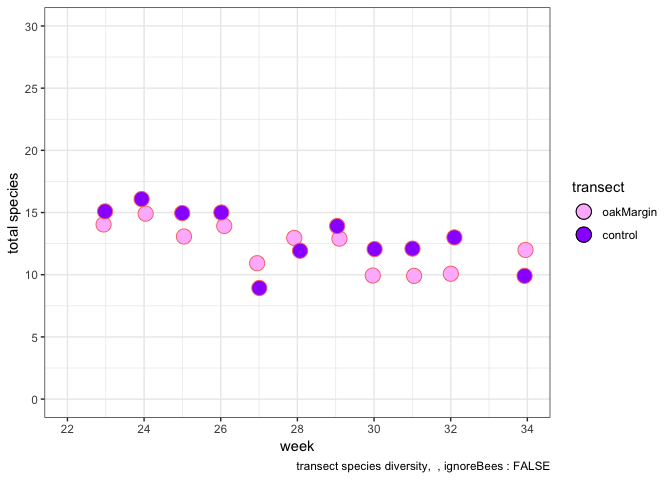 30
25
20
15
10
5
0
total species
22
24
26
28
30
32
34
week
transect
oakMargin
control
transect species diversity,  , ignoreBees : FALSE